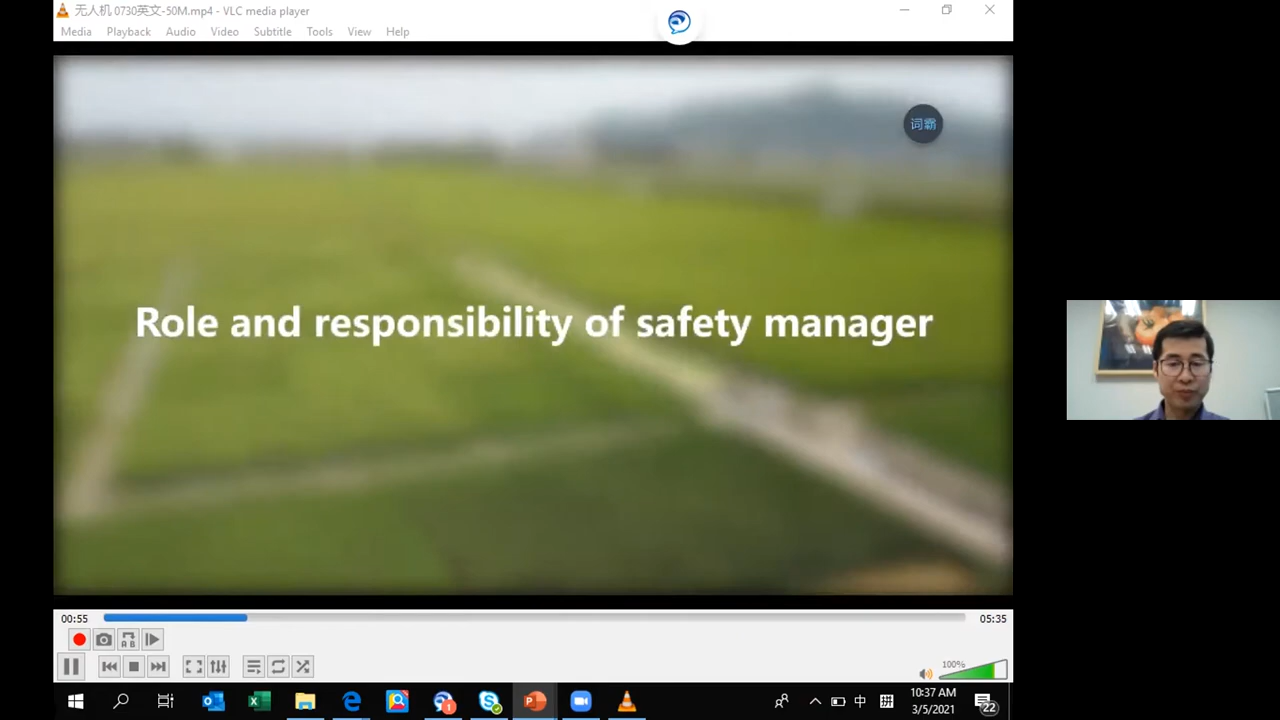 无人机 0730英文-50M.mp4 - VLC media player
Media Playback Audio Video Subtitle Tools View Help
词霸
Role and responsibility of safety manager
00:55
05:35
A B
100%
中
拼
10:37 AM
3/5/2021
22